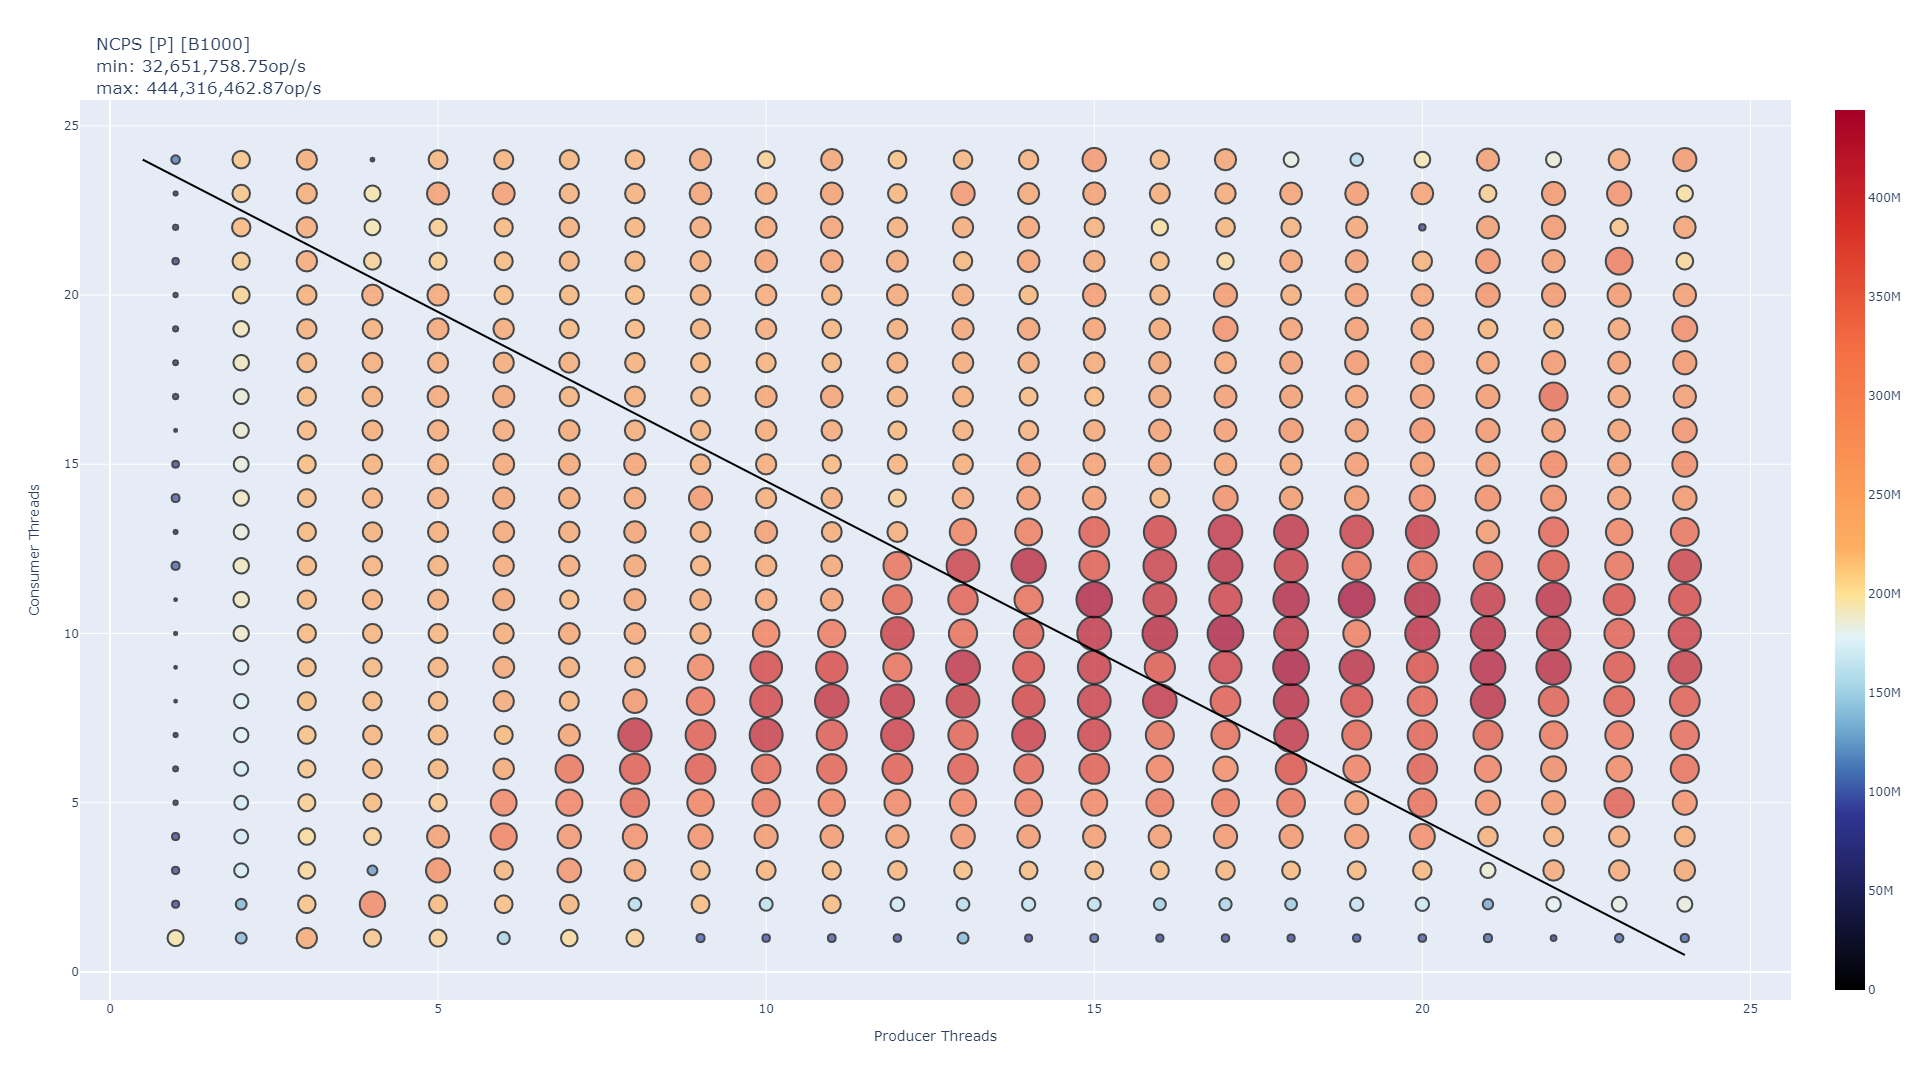 NCPS [P] [B1000]
min: 32,651,758.75op/s
max: 444,316,462.87op/s
25
20
15
10
5
0
Consumer Threads
0
5
10
15
20
25
Producer Threads
400M
350M
300M
250M
200M
150M
100M
50M
0